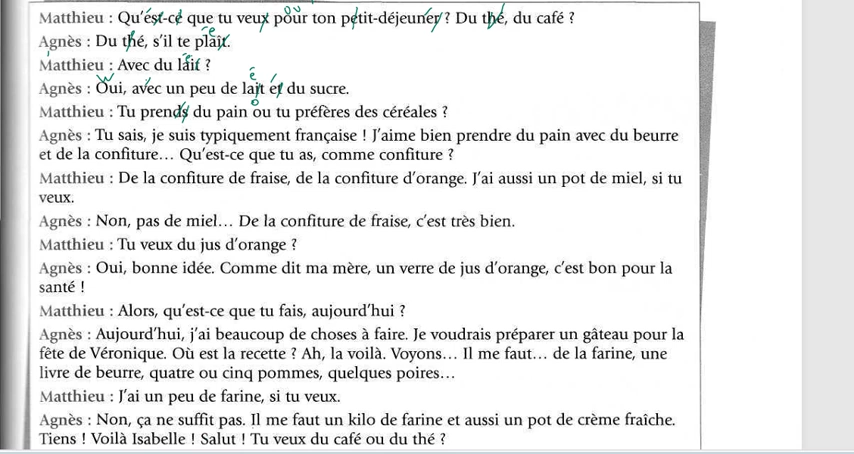 Matthieu : Qu'est-ce que tu veux pour ton petit-déjeuner ? Du thé, du café ?
Agnès : Du thé, s'il te plaît.
Matthieu : Avec du lait ?
Agnès : Oui, avec un peu de lait et du sucre.
Matthieu : Tu prends du pain ou tu préfères des céréales ?
Agnès : Tu sais, je suis typiquement française ! J'aime bien prendre du pain avec du beurre
et de la confiture… Qu'est-ce que tu as, comme confiture ?
Matthieu : De la confiture de fraise, de la confiture d'orange. J'ai aussi un pot de miel, si tu
veux.
Agnès : Non, pas de miel… De la confiture de fraise, c'est très bien.
Matthieu : Tu veux du jus d'orange ?
Agnès : Oui, bonne idée. Comme dit ma mère, un verre de jus d'orange, c'est bon pour la
santé !
Matthieu : Alors, qu'est-ce que tu fais, aujourd'hui ?
Agnès : Aujourd'hui, j'ai beaucoup de choses à faire. Je voudrais préparer un gâteau pour la
fête de Véronique. Où est la recette ? Ah, la voilà. Voyons… Il me faut… de la farine, une
livre de beurre, quatre ou cinq pommes, quelques poires…
Matthieu : J'ai un peu de farine, si tu veux.
Agnès : Non, ça ne suffit pas. Il me faut un kilo de farine et aussi un pot de crème fraîche.
Tiens ! Voilà Isabelle ! Salut ! Tu veux du café ou du thé ?